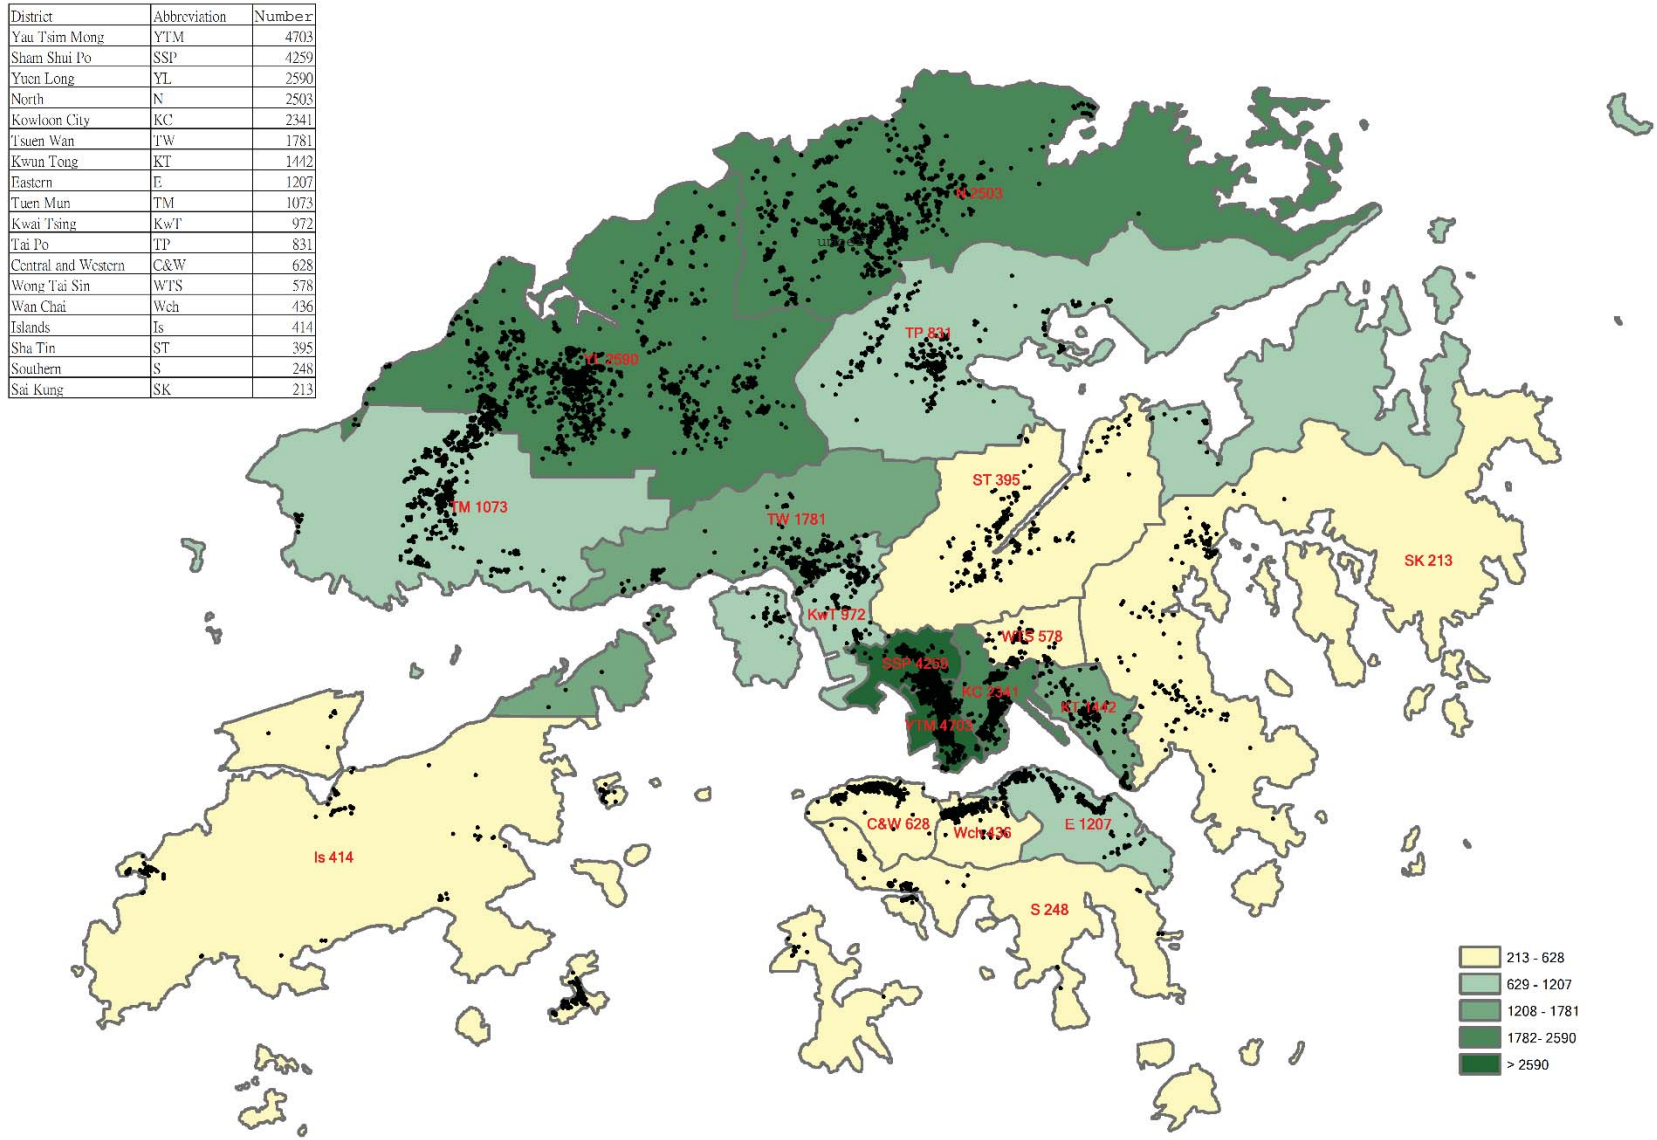 District Abbreviation Number
Yau Tsim Mong YTM 4703
Sham Shui Po SSP 4259
Yuen Long YL 2590
North N 2503
Kowloon City KC 2341
Tsuen Wan TW 1781
Kwun Tong KT 1442
Eastern E 1207
Tuen Mun TM 1073
Kwai Tsing KwT 972
Tai Po TP 831
Central and Western C&W 628
Wong Tai Sin WTS 578
Wan Chai Wch 436
Islands Is 414
Sha Tin ST 395
Southern S 248
Sai Kung SK 213
N 2503
TP 831
YL 2590
ST 395
TM 1073
TW 1781
SK 213
KwT 972
WTS 578
SSP 4259
KC 2341
KT 1442
YTM 4703
C&W 628
Wch 436
E 1207
Is 414
S 248
213 - 628
629 - 1207
1208 - 1781
1782- 2590
> 2590